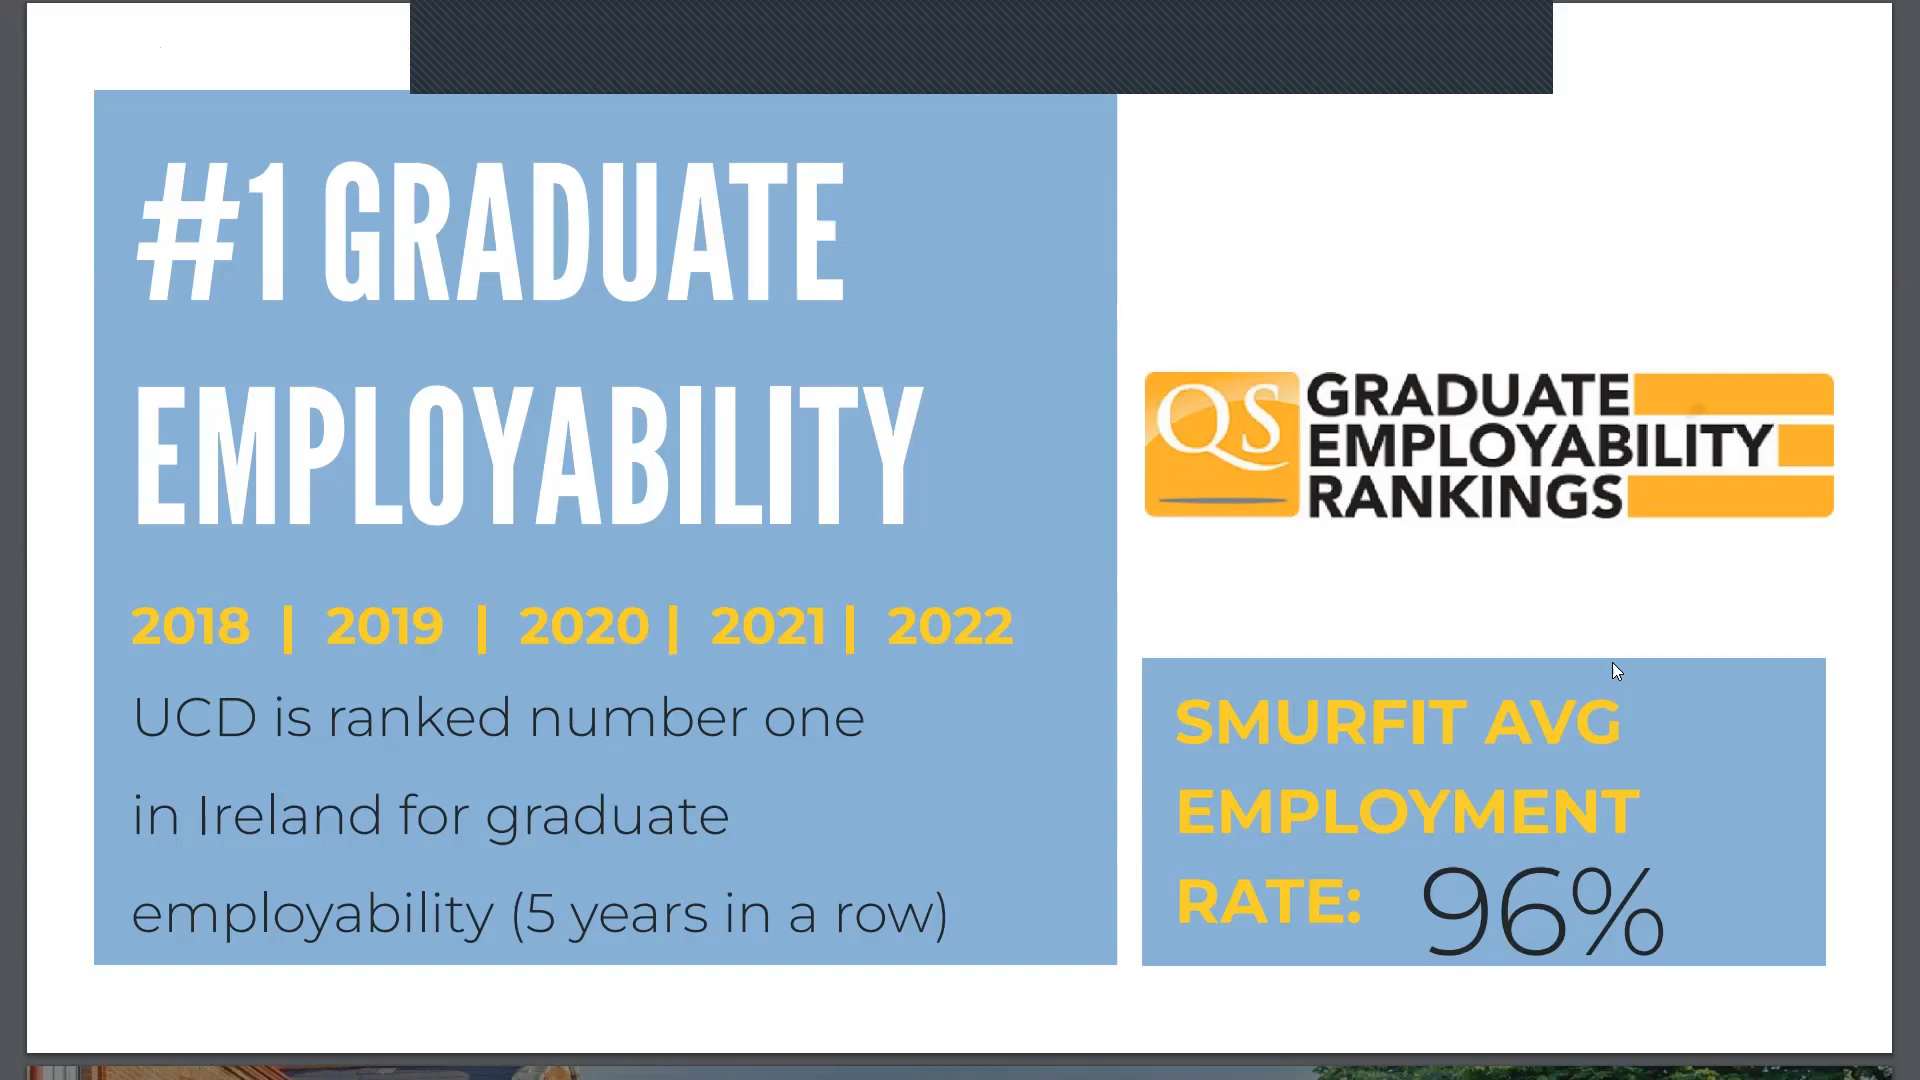 #1 GRADUATE
EMPLOYABILITY
2018 | 2019 | 2020 | 2021 | 2022
UCD is ranked number one
in Ireland for graduate
employability (5 years in a row)
QS
GRADUATE
EMPLOYABILITY
RANKINGS
SMURFIT AVG
EMPLOYMENT
RATE: 96%